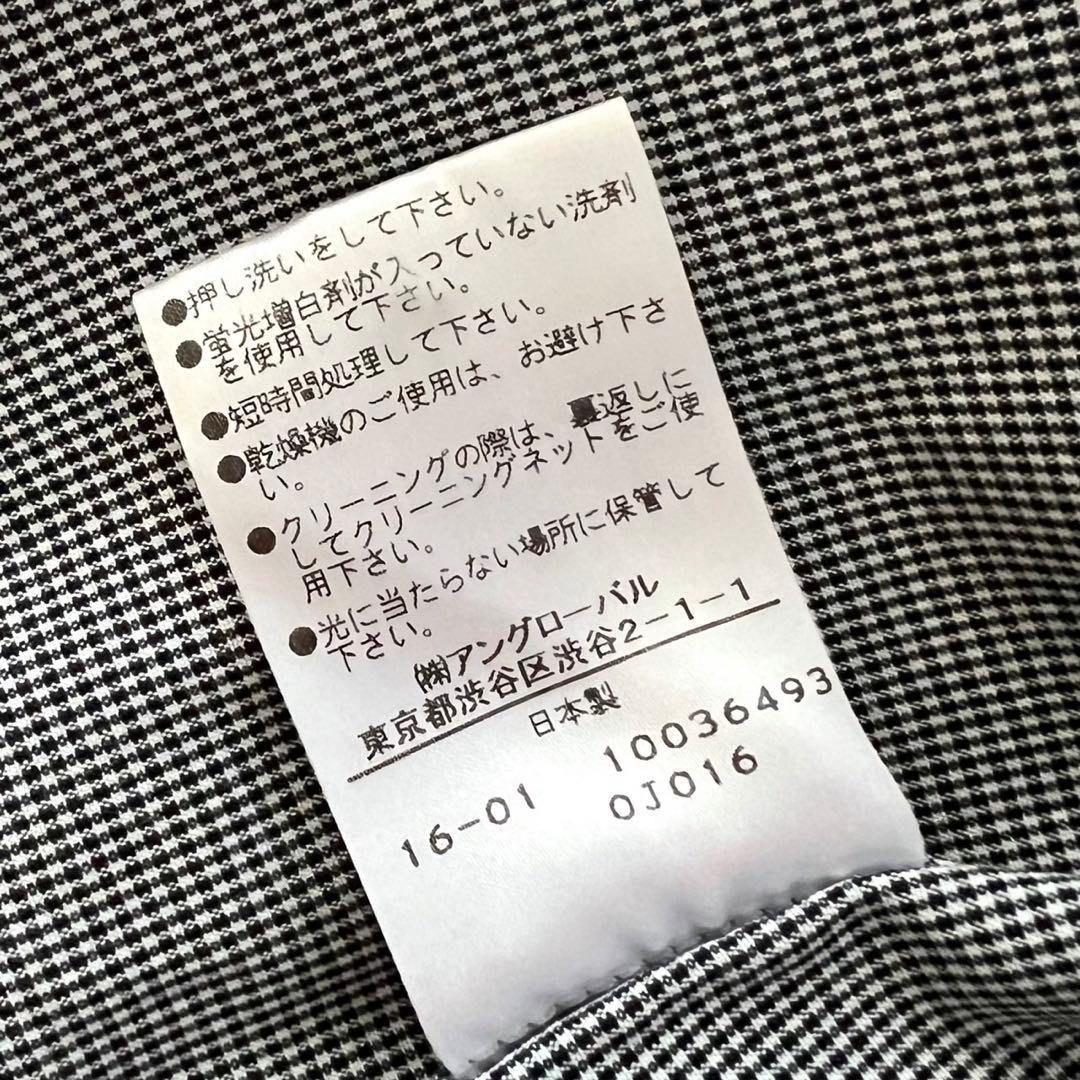 ●押し洗いをして下さい。
●蛍光増白剤が入っていない洗剤
を使用して下さい。
●短時間処理して下さい。
●乾燥機のご使用は、お避け下さ
い。
●クリーニングの際は、裏返しに
してクリーニングネットをご使
用下さい。
●光に当たらない場所に保管して
下さい。
㈱アングローバル
東京都渋谷区渋谷2-1-1
日本製
16-01 10036493
0J016